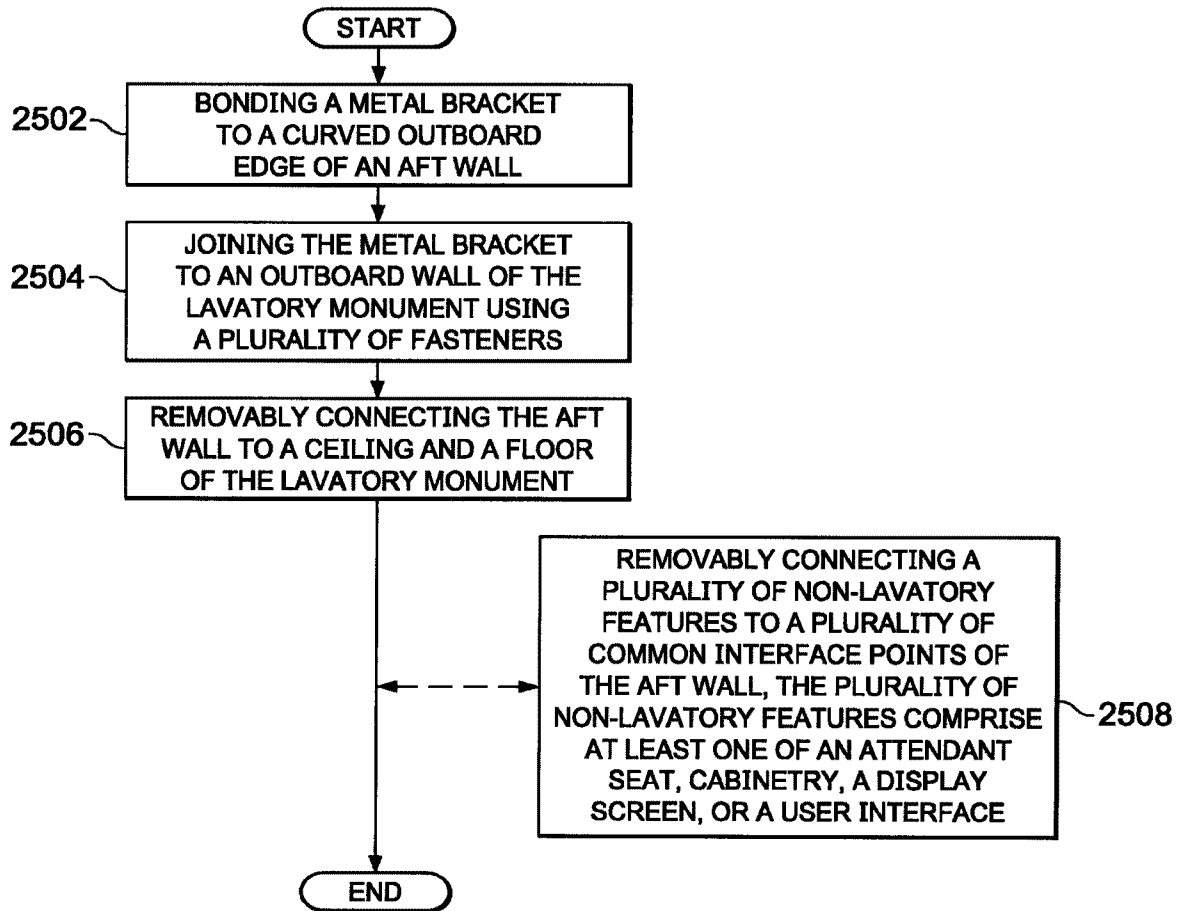 START
2502
BONDING A METAL BRACKET
TO A CURVED OUTBOARD
EDGE OF AN AFT WALL
2504
JOINING THE METAL BRACKET
TO AN OUTBOARD WALL OF THE
LAVATORY MONUMENT USING
A PLURALITY OF FASTENERS
2506
REMOVABLY CONNECTING THE AFT
WALL TO A CEILING AND A FLOOR
OF THE LAVATORY MONUMENT
REMOVABLY CONNECTING A
PLURALITY OF NON-LAVATORY
FEATURES TO A PLURALITY OF
COMMON INTERFACE POINTS OF
THE AFT WALL, THE PLURALITY OF
NON-LAVATORY FEATURES COMPRISE
AT LEAST ONE OF AN ATTENDANT
SEAT, CABINETRY, A DISPLAY
SCREEN, OR A USER INTERFACE
2508
END